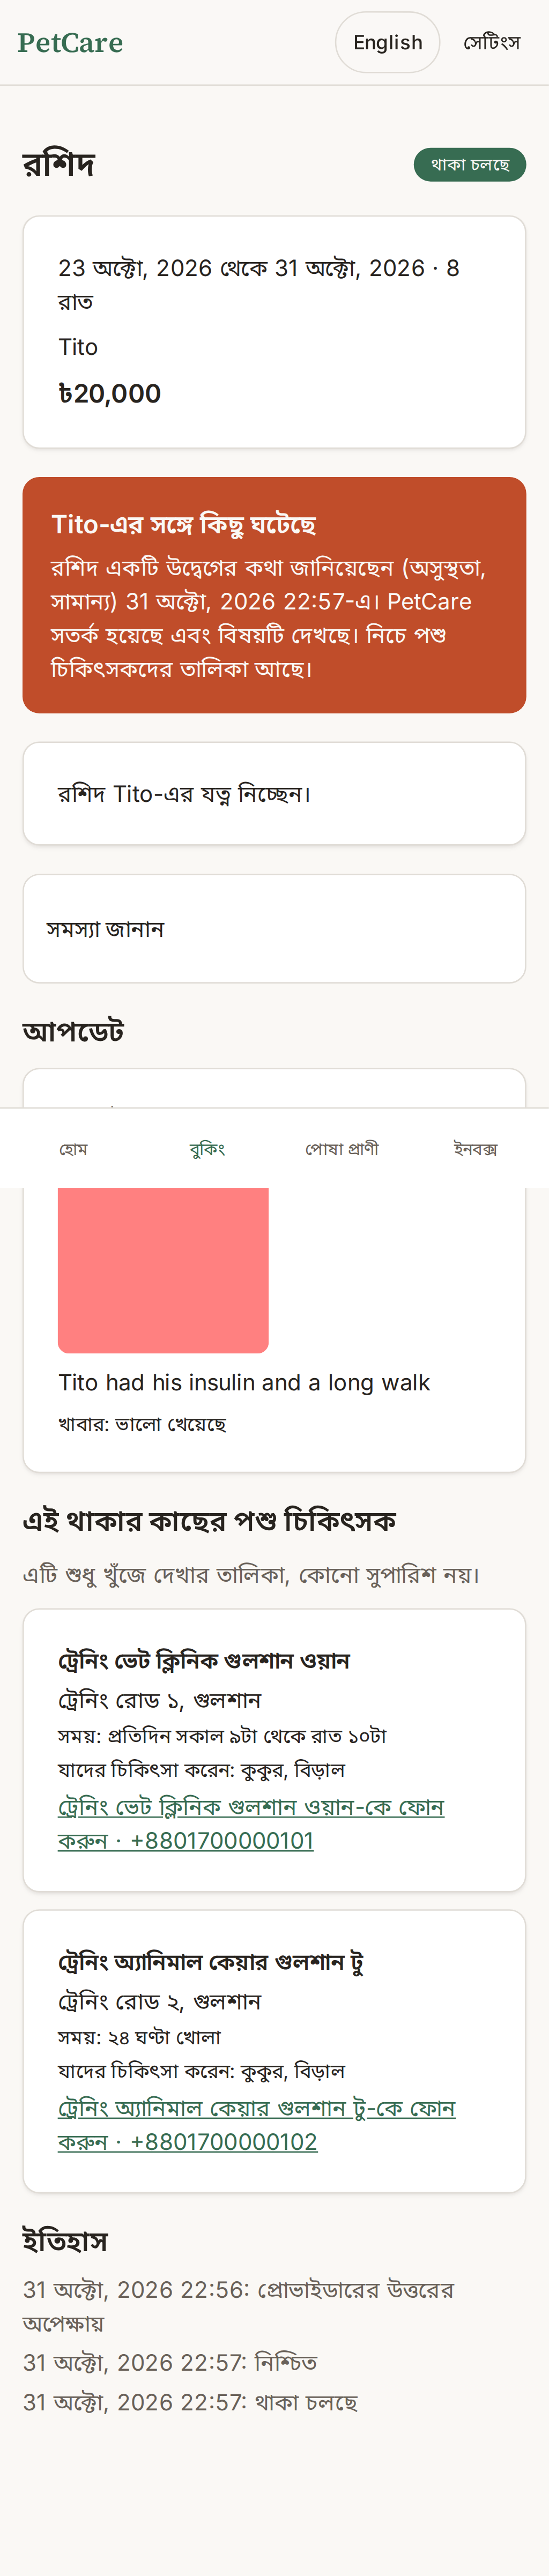 PetCare
English
সেটিংস
রশিদ
থাকা চলছে
23 অক্টো, 2026 থেকে 31 অক্টো, 2026 · 8
রাত
Tito
৳20,000
Tito-এর সঙ্গে কিছু ঘটেছে
রশিদ একটি উদ্বেগের কথা জানিয়েছেন (অসুস্থতা,
সামান্য) 31 অক্টো, 2026 22:57-এ। PetCare
সতর্ক হয়েছে এবং বিষয়টি দেখছে। নিচে পশু
চিকিৎসকদের তালিকা আছে।
রশিদ Tito-এর যত্ন নিচ্ছেন।
সমস্যা জানান
আপডেট
হোম
বুকিং
পোষা প্রাণী
ইনবক্স
Tito had his insulin and a long walk
খাবার: ভালো খেয়েছে
এই থাকার কাছের পশু চিকিৎসক
এটি শুধু খুঁজে দেখার তালিকা, কোনো সুপারিশ নয়।
ট্রেনিং ভেট ক্লিনিক গুলশান ওয়ান
ট্রেনিং রোড ১, গুলশান
সময়: প্রতিদিন সকাল ৯টা থেকে রাত ১০টা
যাদের চিকিৎসা করেন: কুকুর, বিড়াল
ট্রেনিং ভেট ক্লিনিক গুলশান ওয়ান-কে ফোন
করুন · +8801700000101
ট্রেনিং অ্যানিমাল কেয়ার গুলশান টু
ট্রেনিং রোড ২, গুলশান
সময়: ২৪ ঘণ্টা খোলা
যাদের চিকিৎসা করেন: কুকুর, বিড়াল
ট্রেনিং অ্যানিমাল কেয়ার গুলশান টু-কে ফোন
করুন · +8801700000102
ইতিহাস
31 অক্টো, 2026 22:56: প্রোভাইডারের উত্তরের
অপেক্ষায়
31 অক্টো, 2026 22:57: নিশ্চিত
31 অক্টো, 2026 22:57: থাকা চলছে